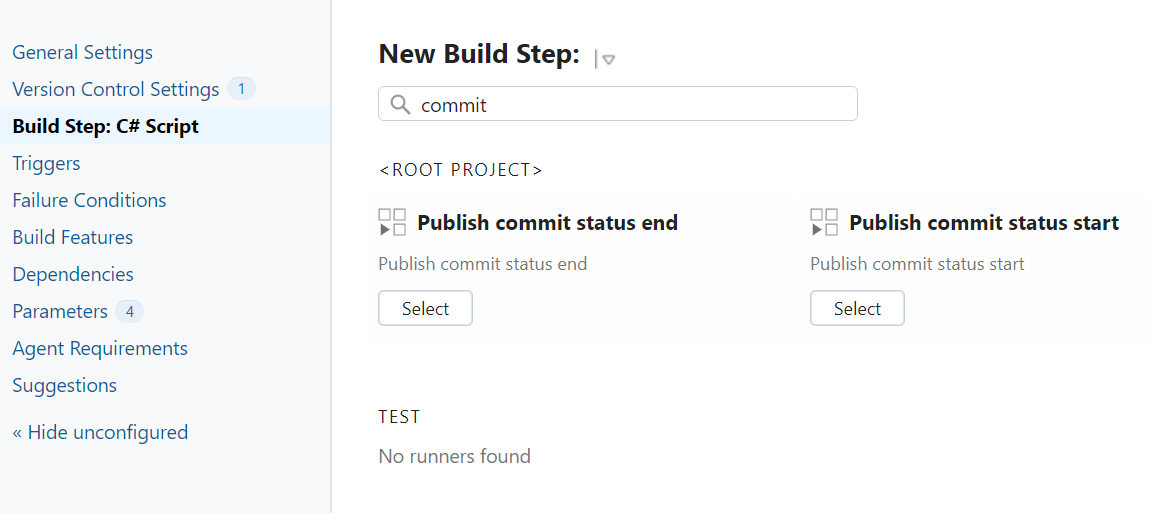 General Settings
Version Control Settings 1
Build Step: C# Script
Triggers
Failure Conditions
Build Features
Dependencies
Parameters 4
Agent Requirements
Suggestions
« Hide unconfigured
New Build Step:
commit
<ROOT PROJECT>
Publish commit status end
Publish commit status end
Select
Publish commit status start
Publish commit status start
Select
TEST
No runners found